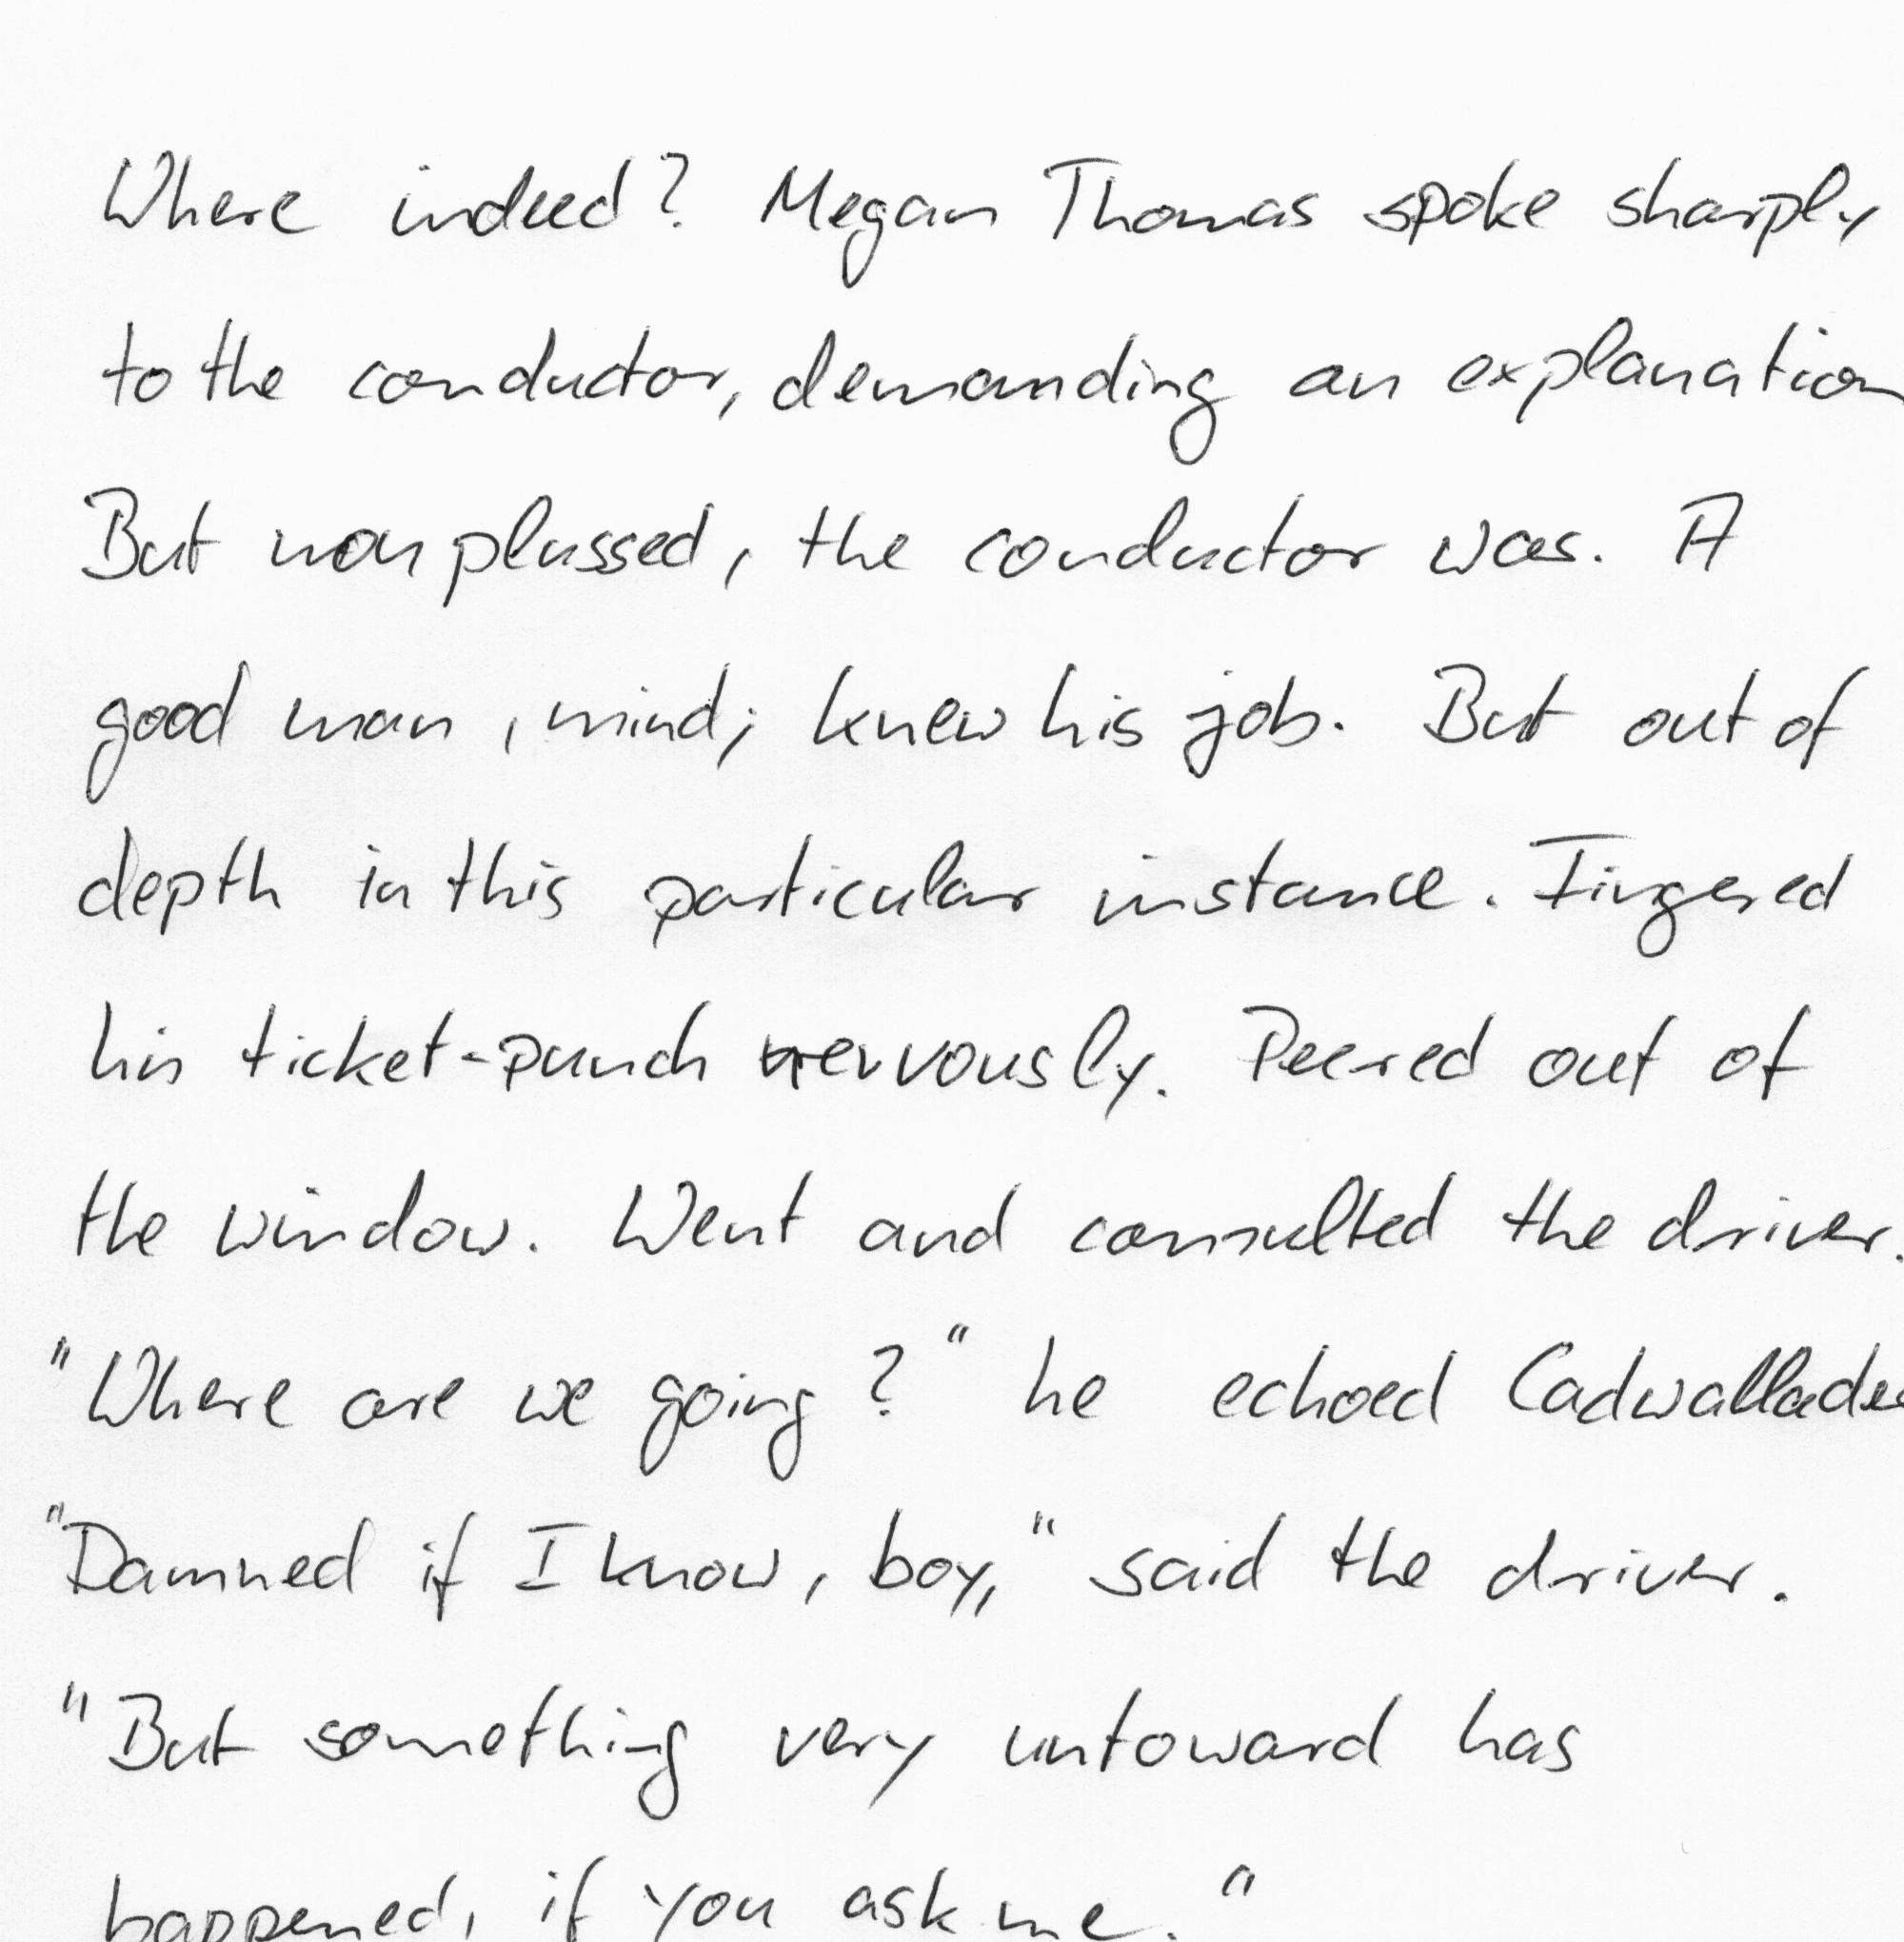 Where indeed? Megan Thomas spoke sharply
to the conductor, demanding an explanation
But nonplussed, the conductor was. A
good man, mind; knew his job. But out of
depth in this particular instance. Fingered
his ticket-punch nervously. Peered out of
the window. Went and consulted the driver.
"Where are we going?" he echoed Cadwallader
"Damned if I know, boy," said the driver.
"But something very untoward has
happened, if you ask me."